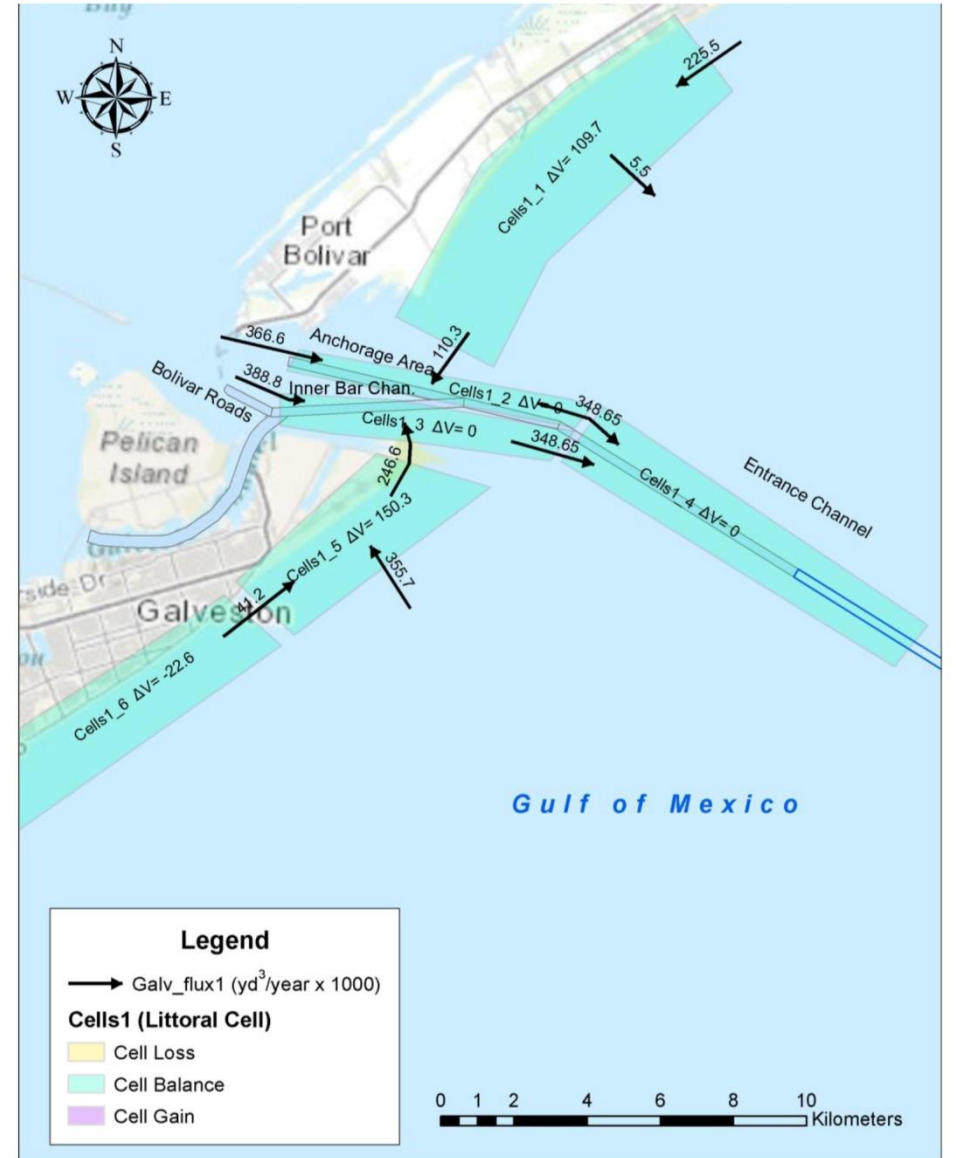 Bay
N
W
E
S
225.5
5.5
Cells1_1 ΔV= 109.7
Port
Bolivar
366.6
Anchorage Area
110.3
388.8
Inner Bar Chan.
Bolivar Roads
Cells1_2 ΔV= 0
348.65
Cells1_3 ΔV= 0
348.65
Pelican
Island
246.6
Cells1_4 ΔV= 0
Entrance Channel
Cells1_5 ΔV= 150.3
355.7
41.2
Galveston
Cells1_6 ΔV= -22.6
Gulf of Mexico
Legend
Galv_flux1 (yd³/year x 1000)
Cells1 (Littoral Cell)
Cell Loss
Cell Balance
Cell Gain
0 1 2 4 6 8 10
Kilometers